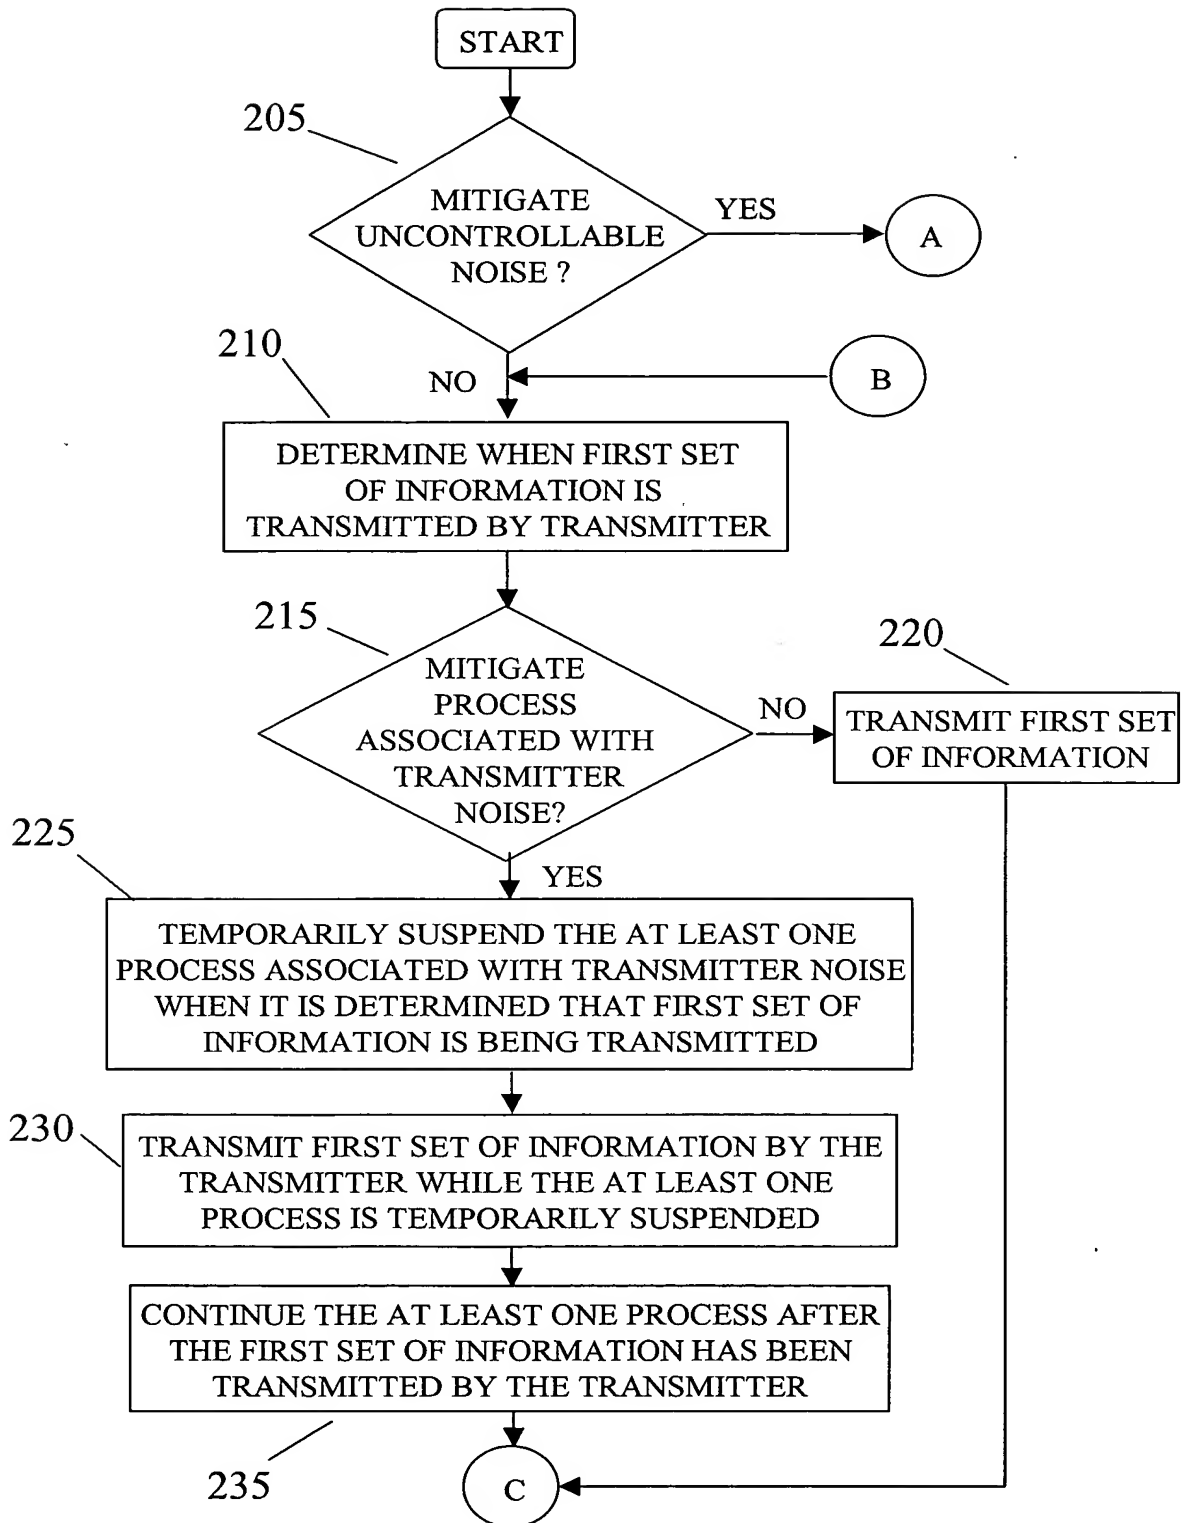 START
205
MITIGATE
UNCONTROLLABLE
NOISE ?
YES
A
210
NO
B
DETERMINE WHEN FIRST SET
OF INFORMATION IS
TRANSMITTED BY TRANSMITTER
215
MITIGATE
PROCESS
ASSOCIATED WITH
TRANSMITTER
NOISE?
NO
220
TRANSMIT FIRST SET
OF INFORMATION
225
YES
TEMPORARILY SUSPEND THE AT LEAST ONE
PROCESS ASSOCIATED WITH TRANSMITTER NOISE
WHEN IT IS DETERMINED THAT FIRST SET OF
INFORMATION IS BEING TRANSMITTED
230
TRANSMIT FIRST SET OF INFORMATION BY THE
TRANSMITTER WHILE THE AT LEAST ONE
PROCESS IS TEMPORARILY SUSPENDED
CONTINUE THE AT LEAST ONE PROCESS AFTER
THE FIRST SET OF INFORMATION HAS BEEN
TRANSMITTED BY THE TRANSMITTER
235
C